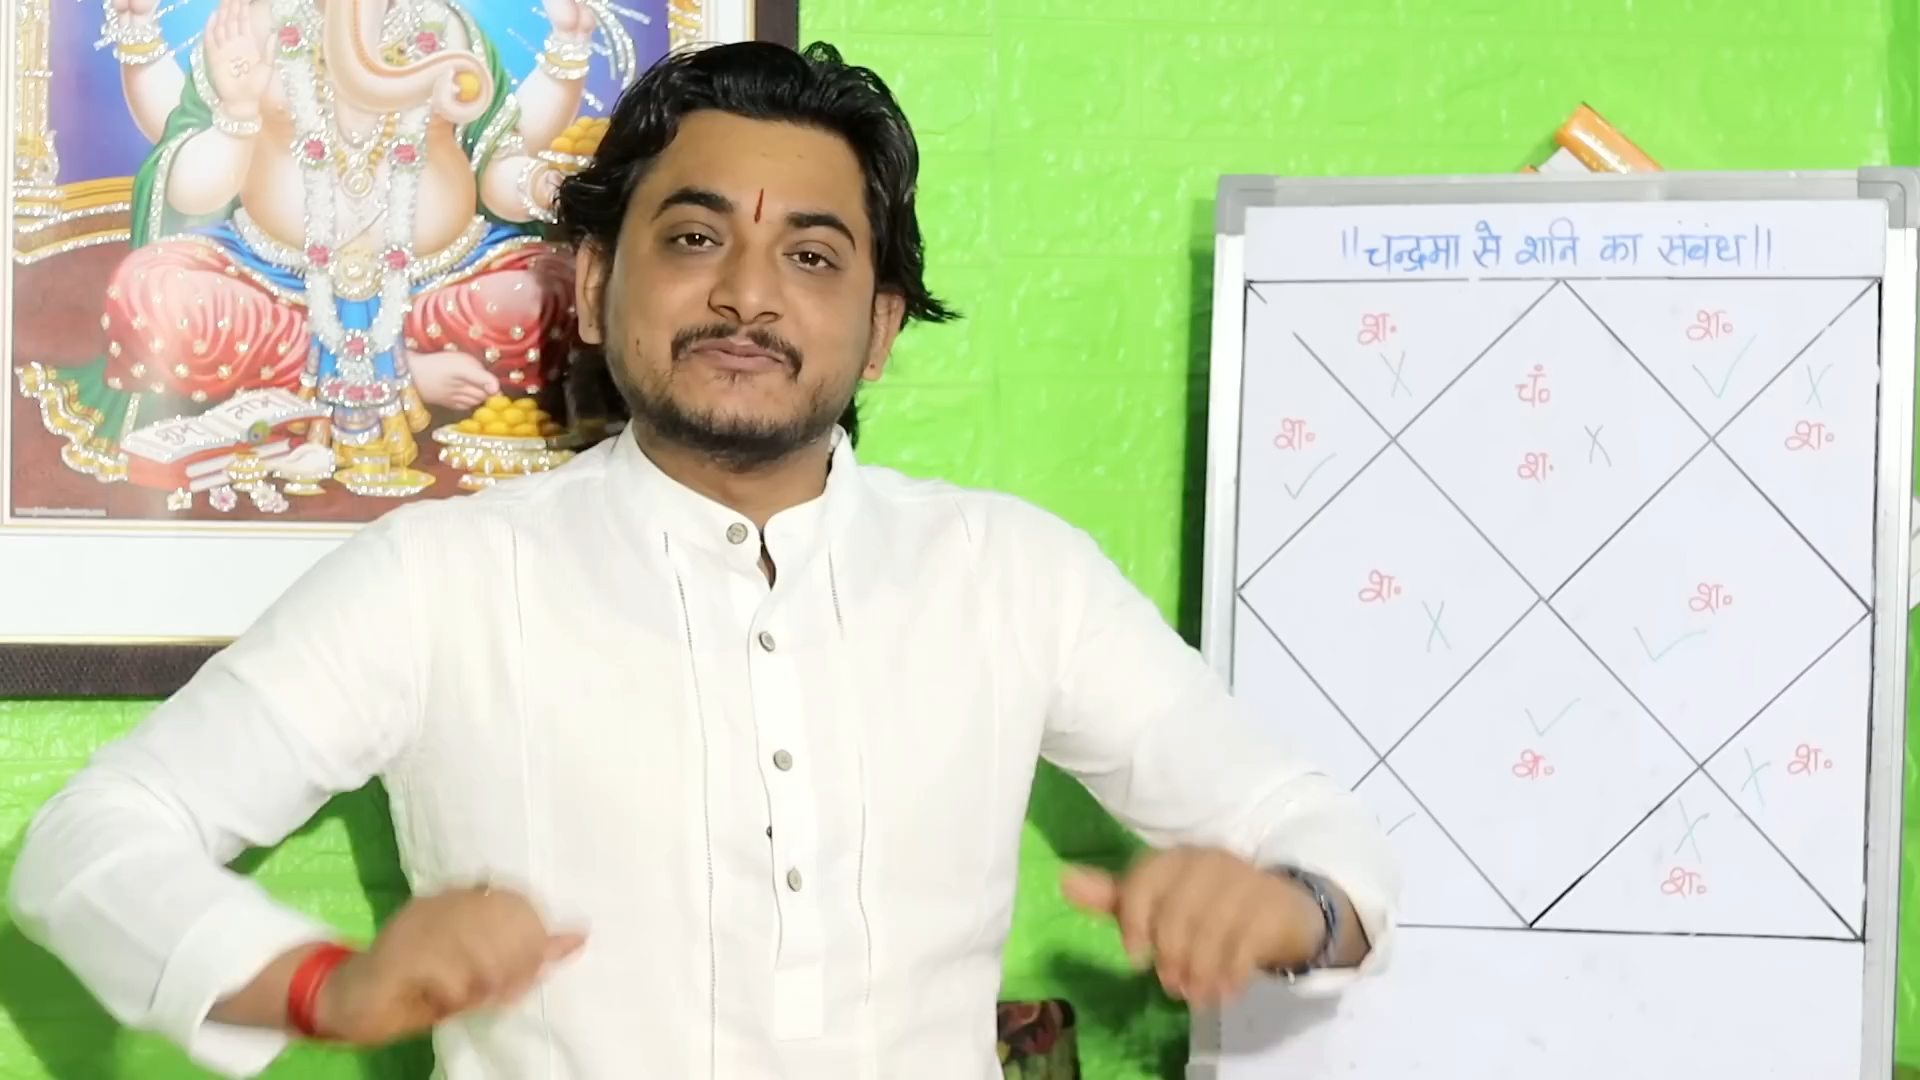 ॥ चन्द्रमा से शनि का संबंध ॥
श.
श॰
चं॰
श॰
श॰
श.
श.
श॰
श॰
श॰
श॰
शुभ लाभ
ॐ